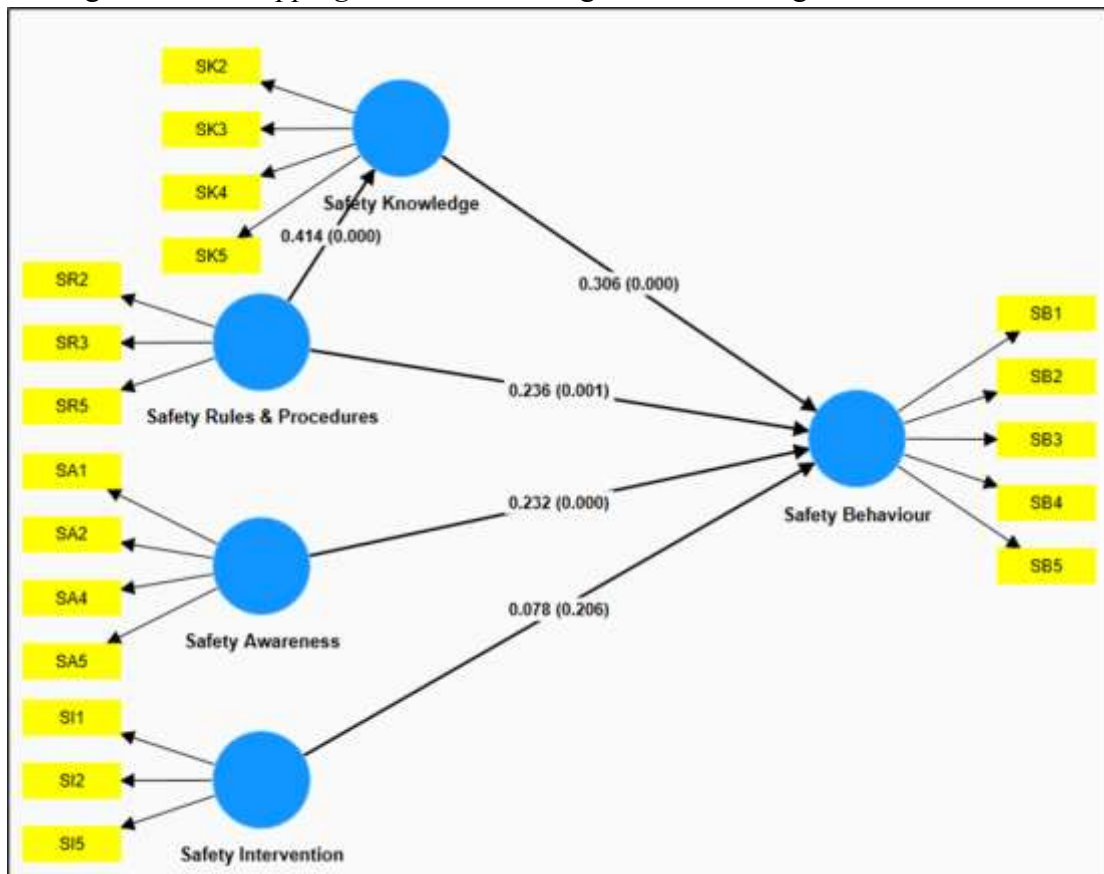 SK2
SK3
SK4
SK5
Safety Knowledge
0.414 (0.000)
0.306 (0.000)
SR2
SR3
SR5
Safety Rules & Procedures
0.236 (0.001)
SB1
SB2
SB3
SB4
SB5
Safety Behaviour
SA1
SA2
SA4
SA5
0.232 (0.000)
Safety Awareness
0.078 (0.206)
SI1
SI2
SI5
Safety Intervention